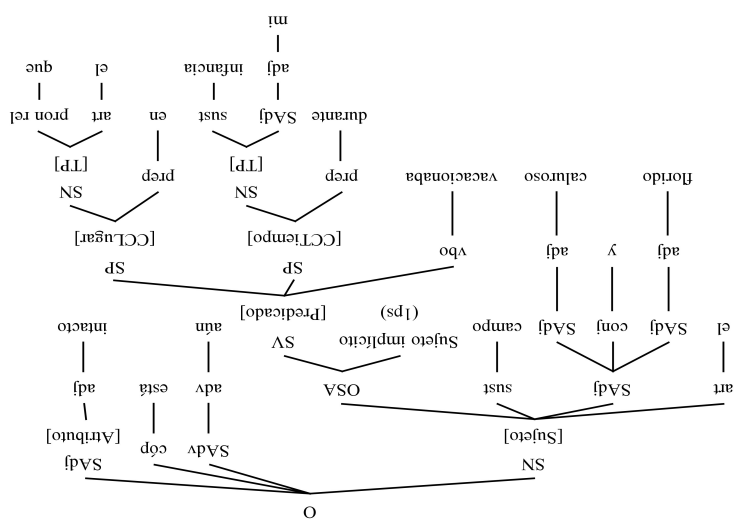 O
SN SAdv cóp SAdj
[Sujeto] [Atributo]
art SAdj sust OSA adv está adj
el SAdj conj SAdj campo Sujeto implícito SV aún intacto
(1ps) [Predicado]
adj y adj vbo SP SP
[CCTiempo] [CCLugar]
florido caluroso vacacionaba prep SN prep SN
[TP] [TP]
durante SAdj sust en art pron rel
adj infancia el que
mi